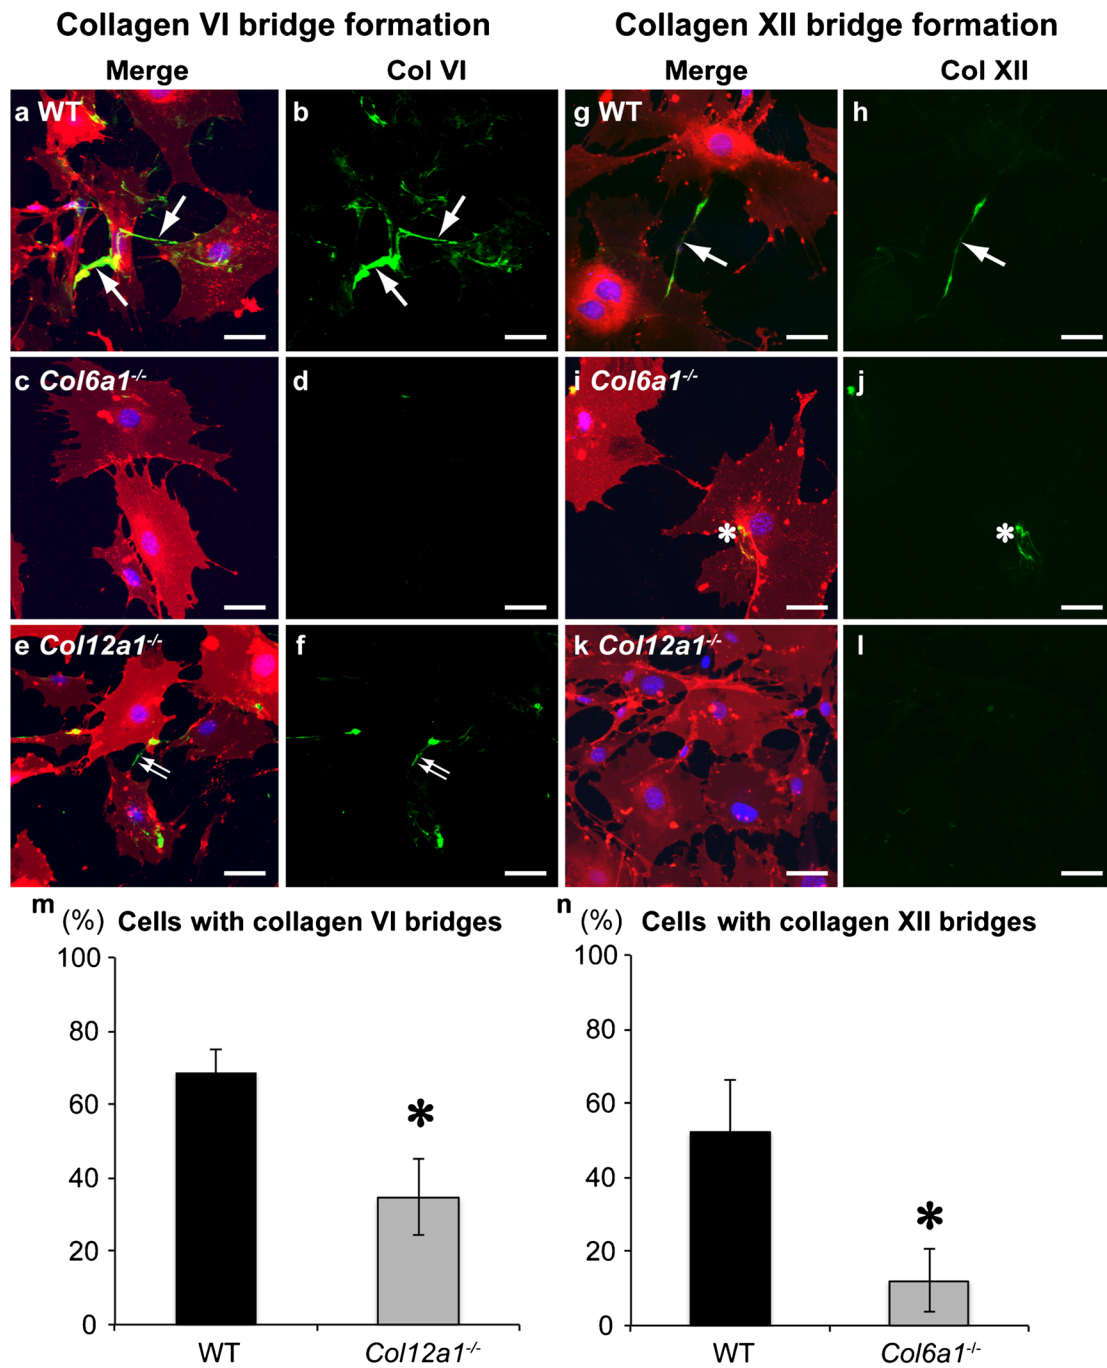 Collagen VI bridge formation
Collagen XII bridge formation
Merge
Col VI
Merge
Col XII
a WT
b
g WT
h
c Col6a1-/-
d
i Col6a1-/-
j
*
*
e Col12a1-/-
f
k Col12a1-/-
l
m (%) Cells with collagen VI bridges
100
80
60
40
20
0
*
WT
Col12a1-/-
n (%) Cells with collagen XII bridges
100
80
60
40
20
0
*
WT
Col6a1-/-